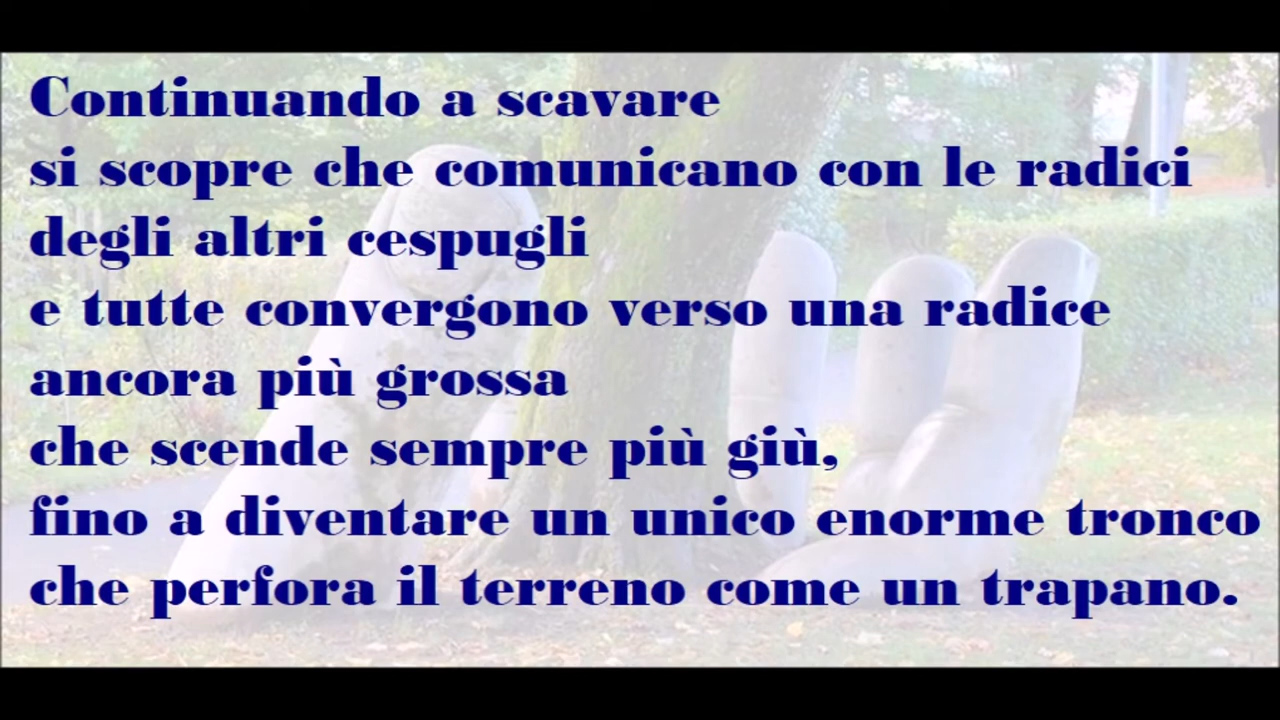 Continuando a scavare
si scopre che comunicano con le radici
degli altri cespugli
e tutte convergono verso una radice
ancora più grossa
che scende sempre più giù,
fino a diventare un unico enorme tronco
che perfora il terreno come un trapano.